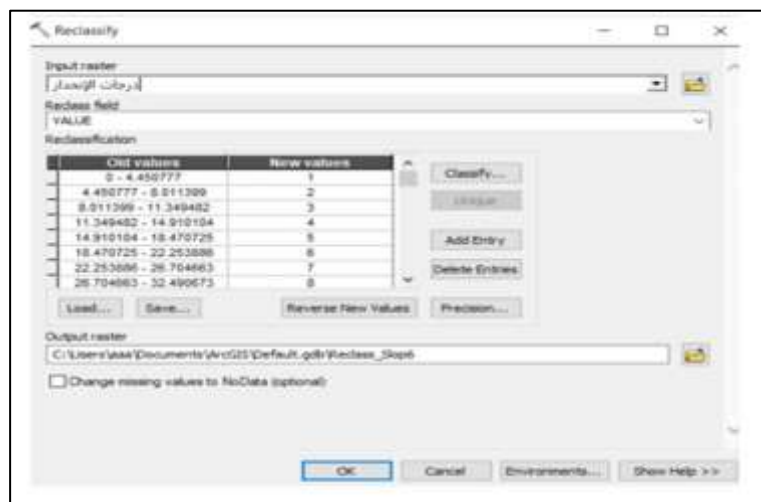 Reclassify
Input raster
درجات الإنحدار
Reclass field
VALUE
Reclassification
Old values New values
0 - 4.450777 1
4.450777 - 8.011399 2
8.011399 - 11.349482 3
11.349482 - 14.910104 4
14.910104 - 18.470725 5
18.470725 - 22.253886 6
22.253886 - 26.704663 7
26.704663 - 32.490673 8
Classify...
Unique
Add Entry
Delete Entries
Load... Save... Reverse New Values Precision...
Output raster
C:\Users\aaa\Documents\ArcGIS\Default.gdb\Reclass_Slop6
Change missing values to NoData (optional)
OK Cancel Environments... Show Help >>